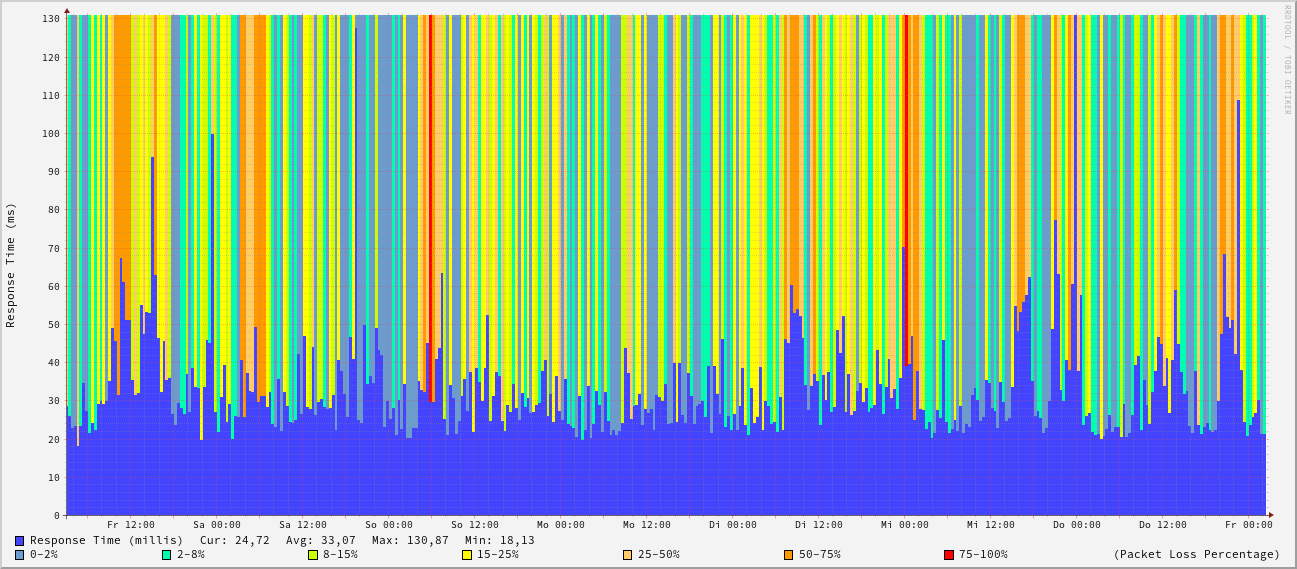 RRDTOOL / TOBI OETIKER
Response Time (ms)
130
120
110
100
90
80
70
60
50
40
30
20
10
0
Fr 12:00 Sa 00:00 Sa 12:00 So 00:00 So 12:00 Mo 00:00 Mo 12:00 Di 00:00 Di 12:00 Mi 00:00 Mi 12:00 Do 00:00 Do 12:00 Fr 00:00
Response Time (millis) Cur: 24,72 Avg: 33,07 Max: 130,87 Min: 18,13
0-2% 2-8% 8-15% 15-25% 25-50% 50-75% 75-100% (Packet Loss Percentage)